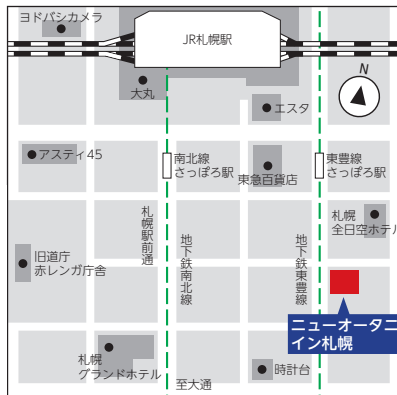 ヨドバシカメラ
JR札幌駅
N
大丸
エスタ
アスティ45
南北線
さっぽろ駅
東急百貨店
東豊線
さっぽろ駅
札幌
全日空ホテル
札幌駅前通
地下鉄南北線
地下鉄東豊線
旧道庁
赤レンガ庁舎
ニューオータニ
イン札幌
札幌
グランドホテル
時計台
至大通